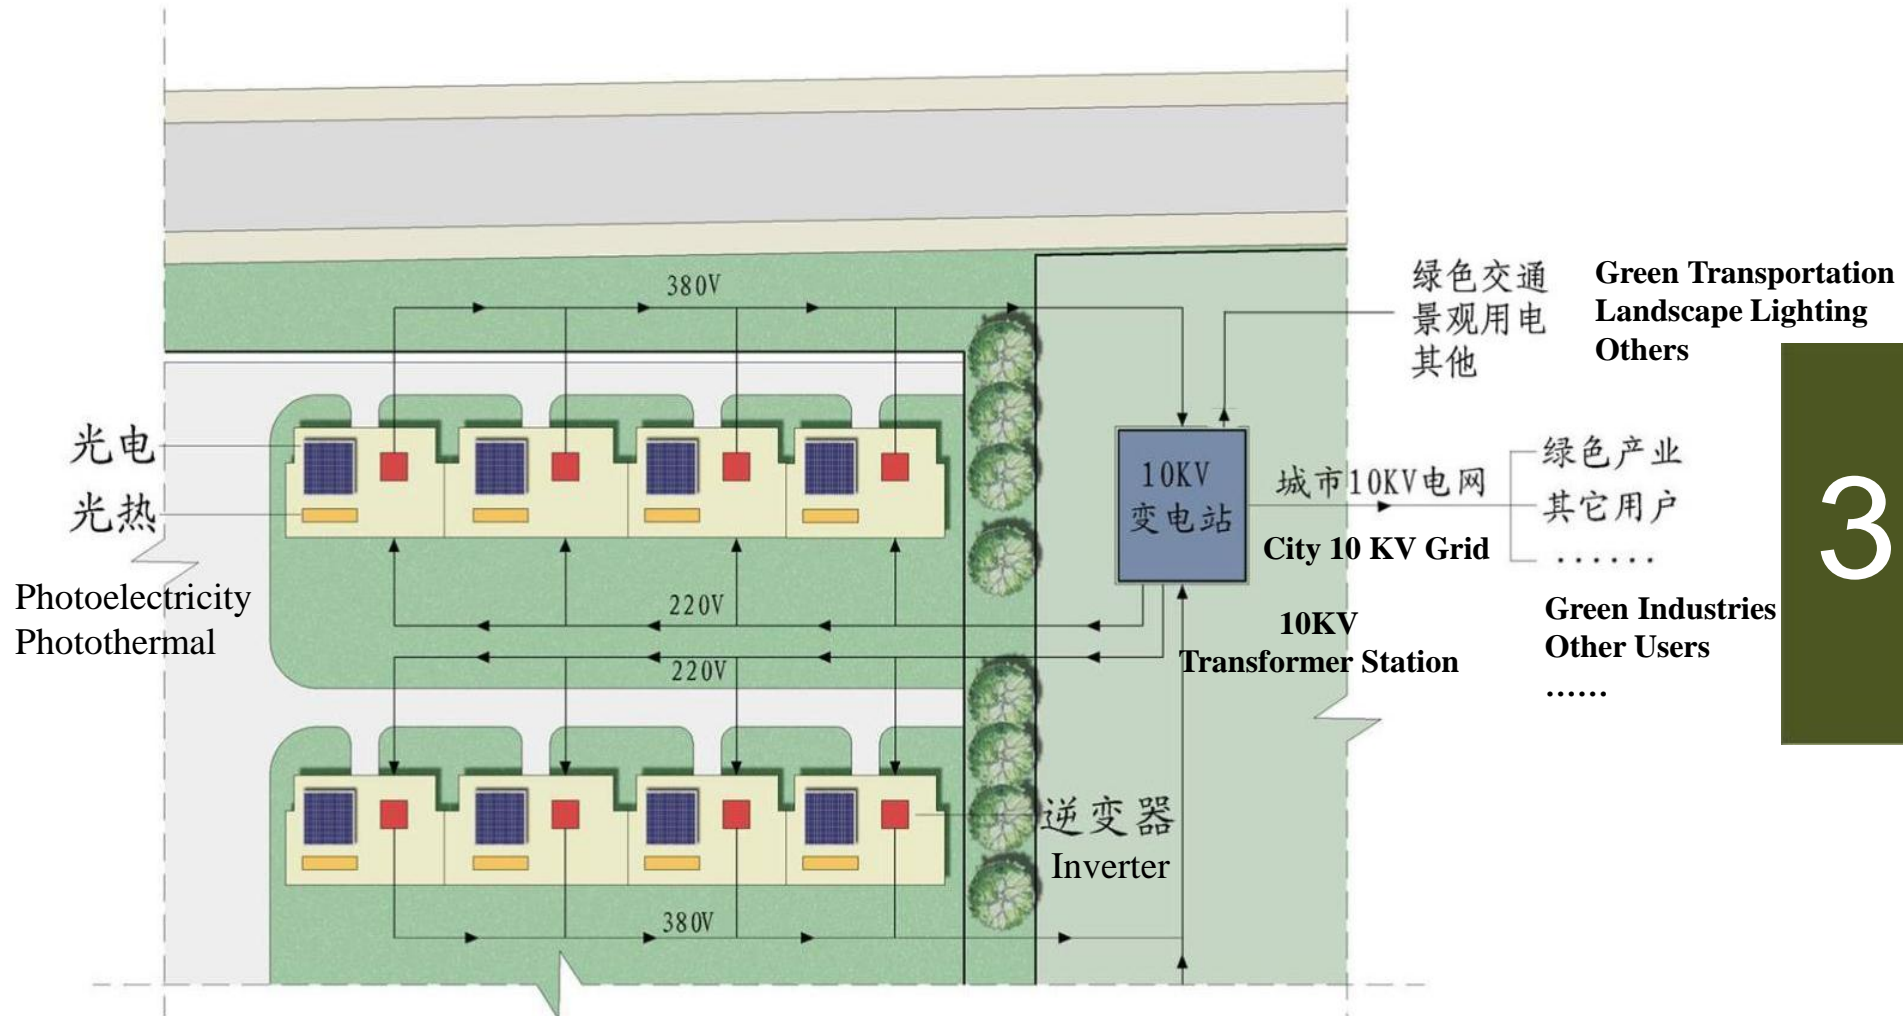 380V
绿色交通
景观用电
其他
Green Transportation
Landscape Lighting
Others
光电
光热
Photoelectricity
Photothermal
10KV
变电站
城市10KV电网
City 10 KV Grid
绿色产业
其它用户
......
Green Industries
Other Users
......
3
10KV
Transformer Station
220V
220V
逆变器
Inverter
380V